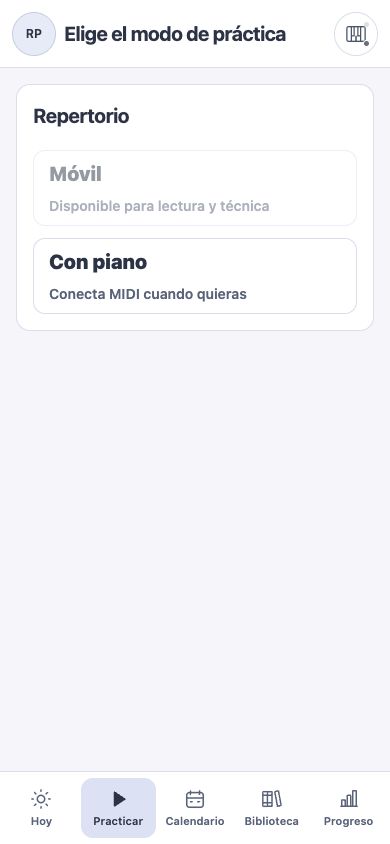 RP
Elige el modo de práctica
Repertorio
Móvil
Disponible para lectura y técnica
Con piano
Conecta MIDI cuando quieras
Hoy
Practicar
Calendario
Biblioteca
Progreso